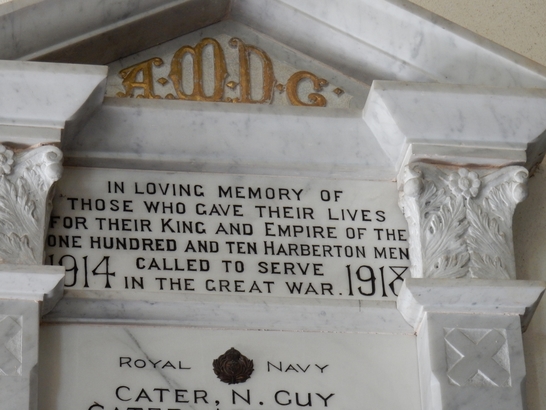 A.M.D.G.
IN LOVING MEMORY OF
THOSE WHO GAVE THEIR LIVES
FOR THEIR KING AND EMPIRE OF THE
ONE HUNDRED AND TEN HARBERTON MEN
1914 CALLED TO SERVE 1918
IN THE GREAT WAR.
ROYAL NAVY
CATER, N. GUY
CATER,